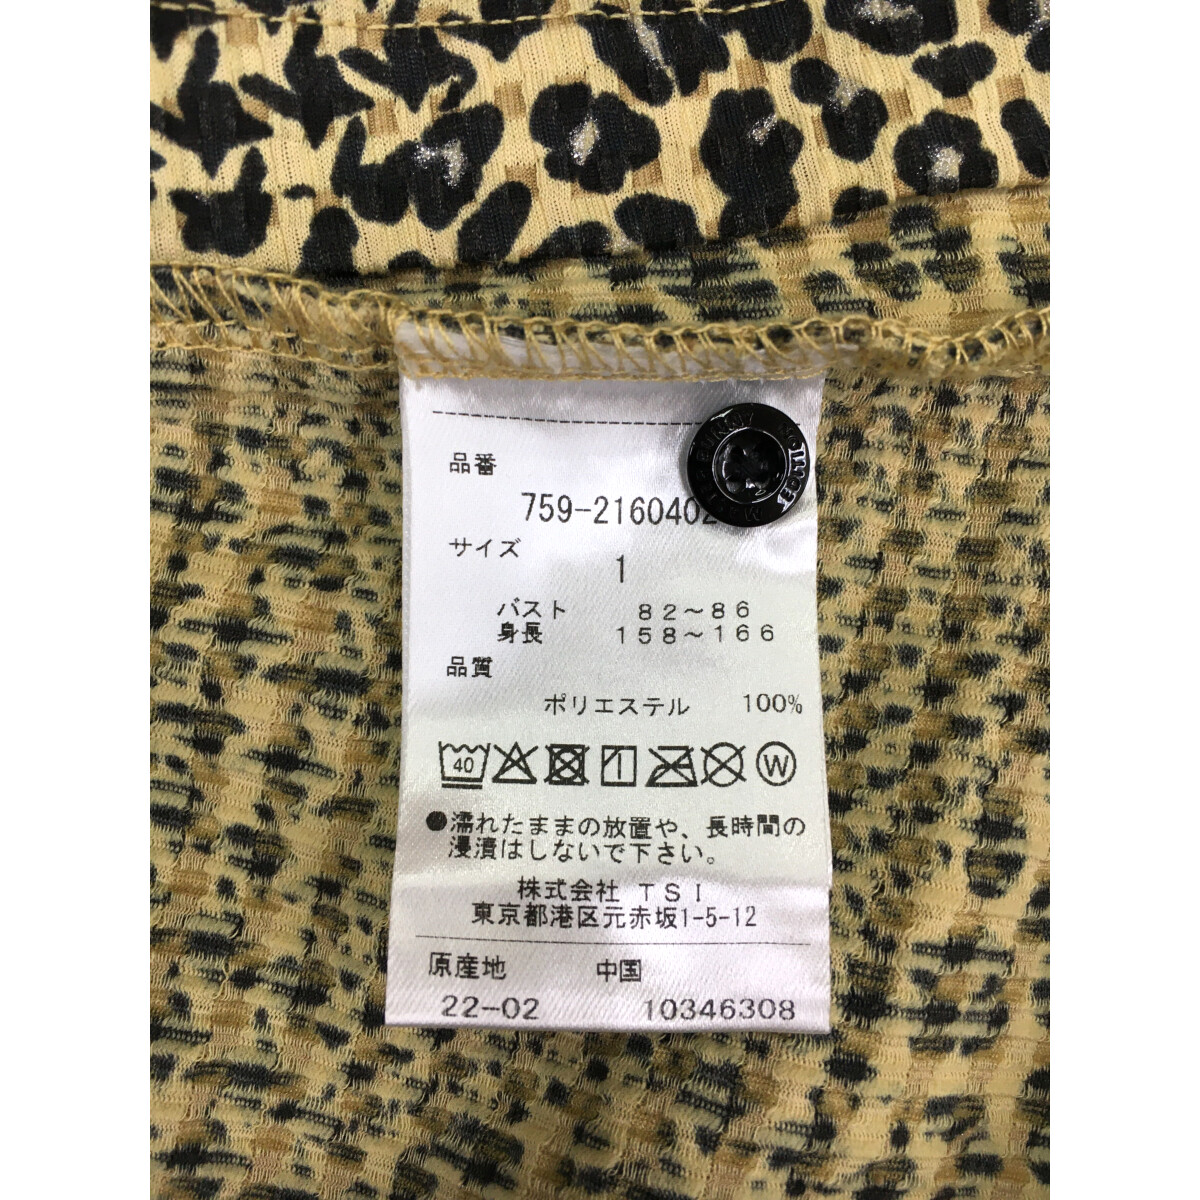 品番
759-2160402
サイズ
1
バスト 82～86
身長 158～166
品質
ポリエステル 100%
40
W
●濡れたままの放置や、長時間の
浸漬はしないで下さい。
株式会社 TSI
東京都港区元赤坂1-5-12
原産地 中国
22-02 10346308
BUNNY